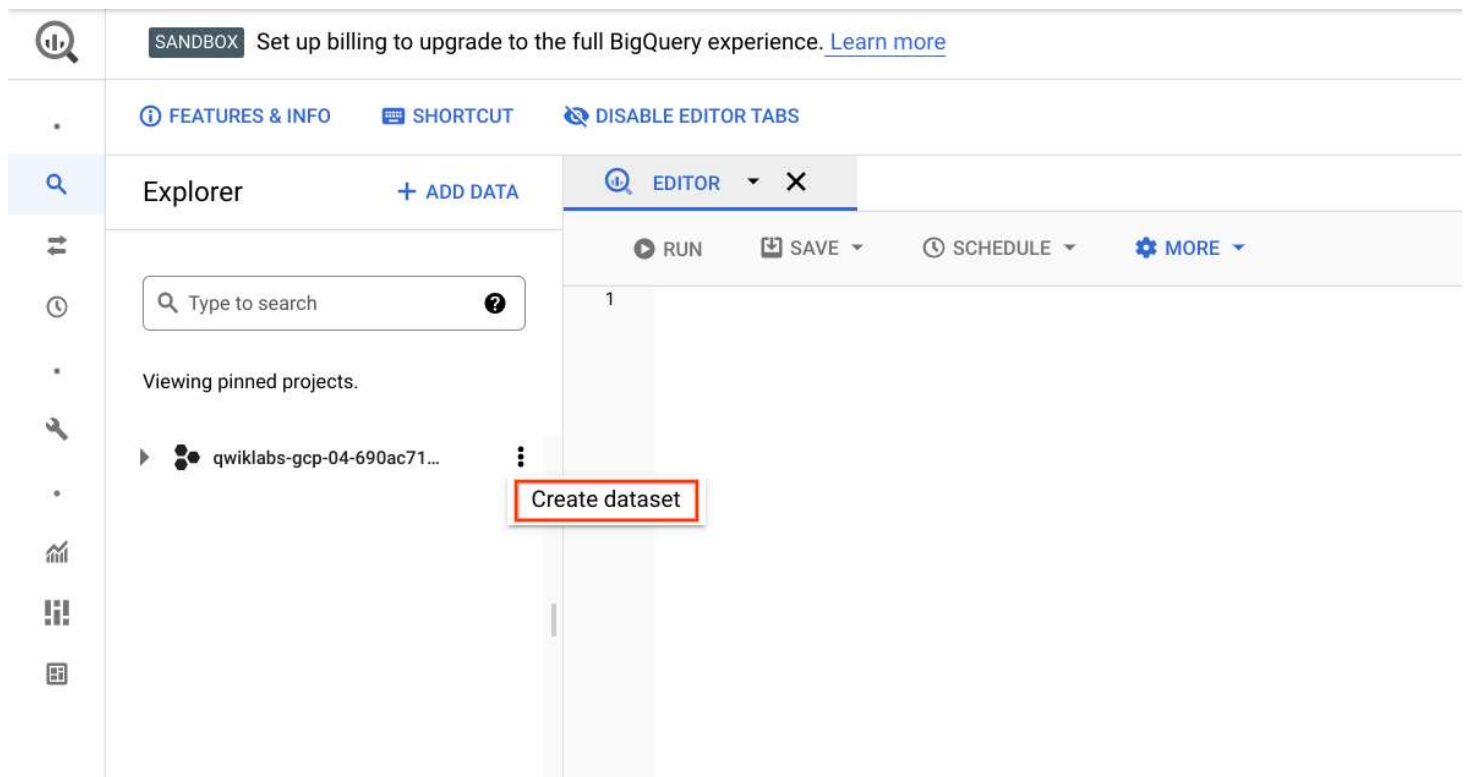 SANDBOX Set up billing to upgrade to the full BigQuery experience. Learn more
FEATURES & INFO SHORTCUT DISABLE EDITOR TABS
Explorer + ADD DATA
EDITOR
RUN SAVE SCHEDULE MORE
Type to search
1
Viewing pinned projects.
qwiklabs-gcp-04-690ac71...
Create dataset